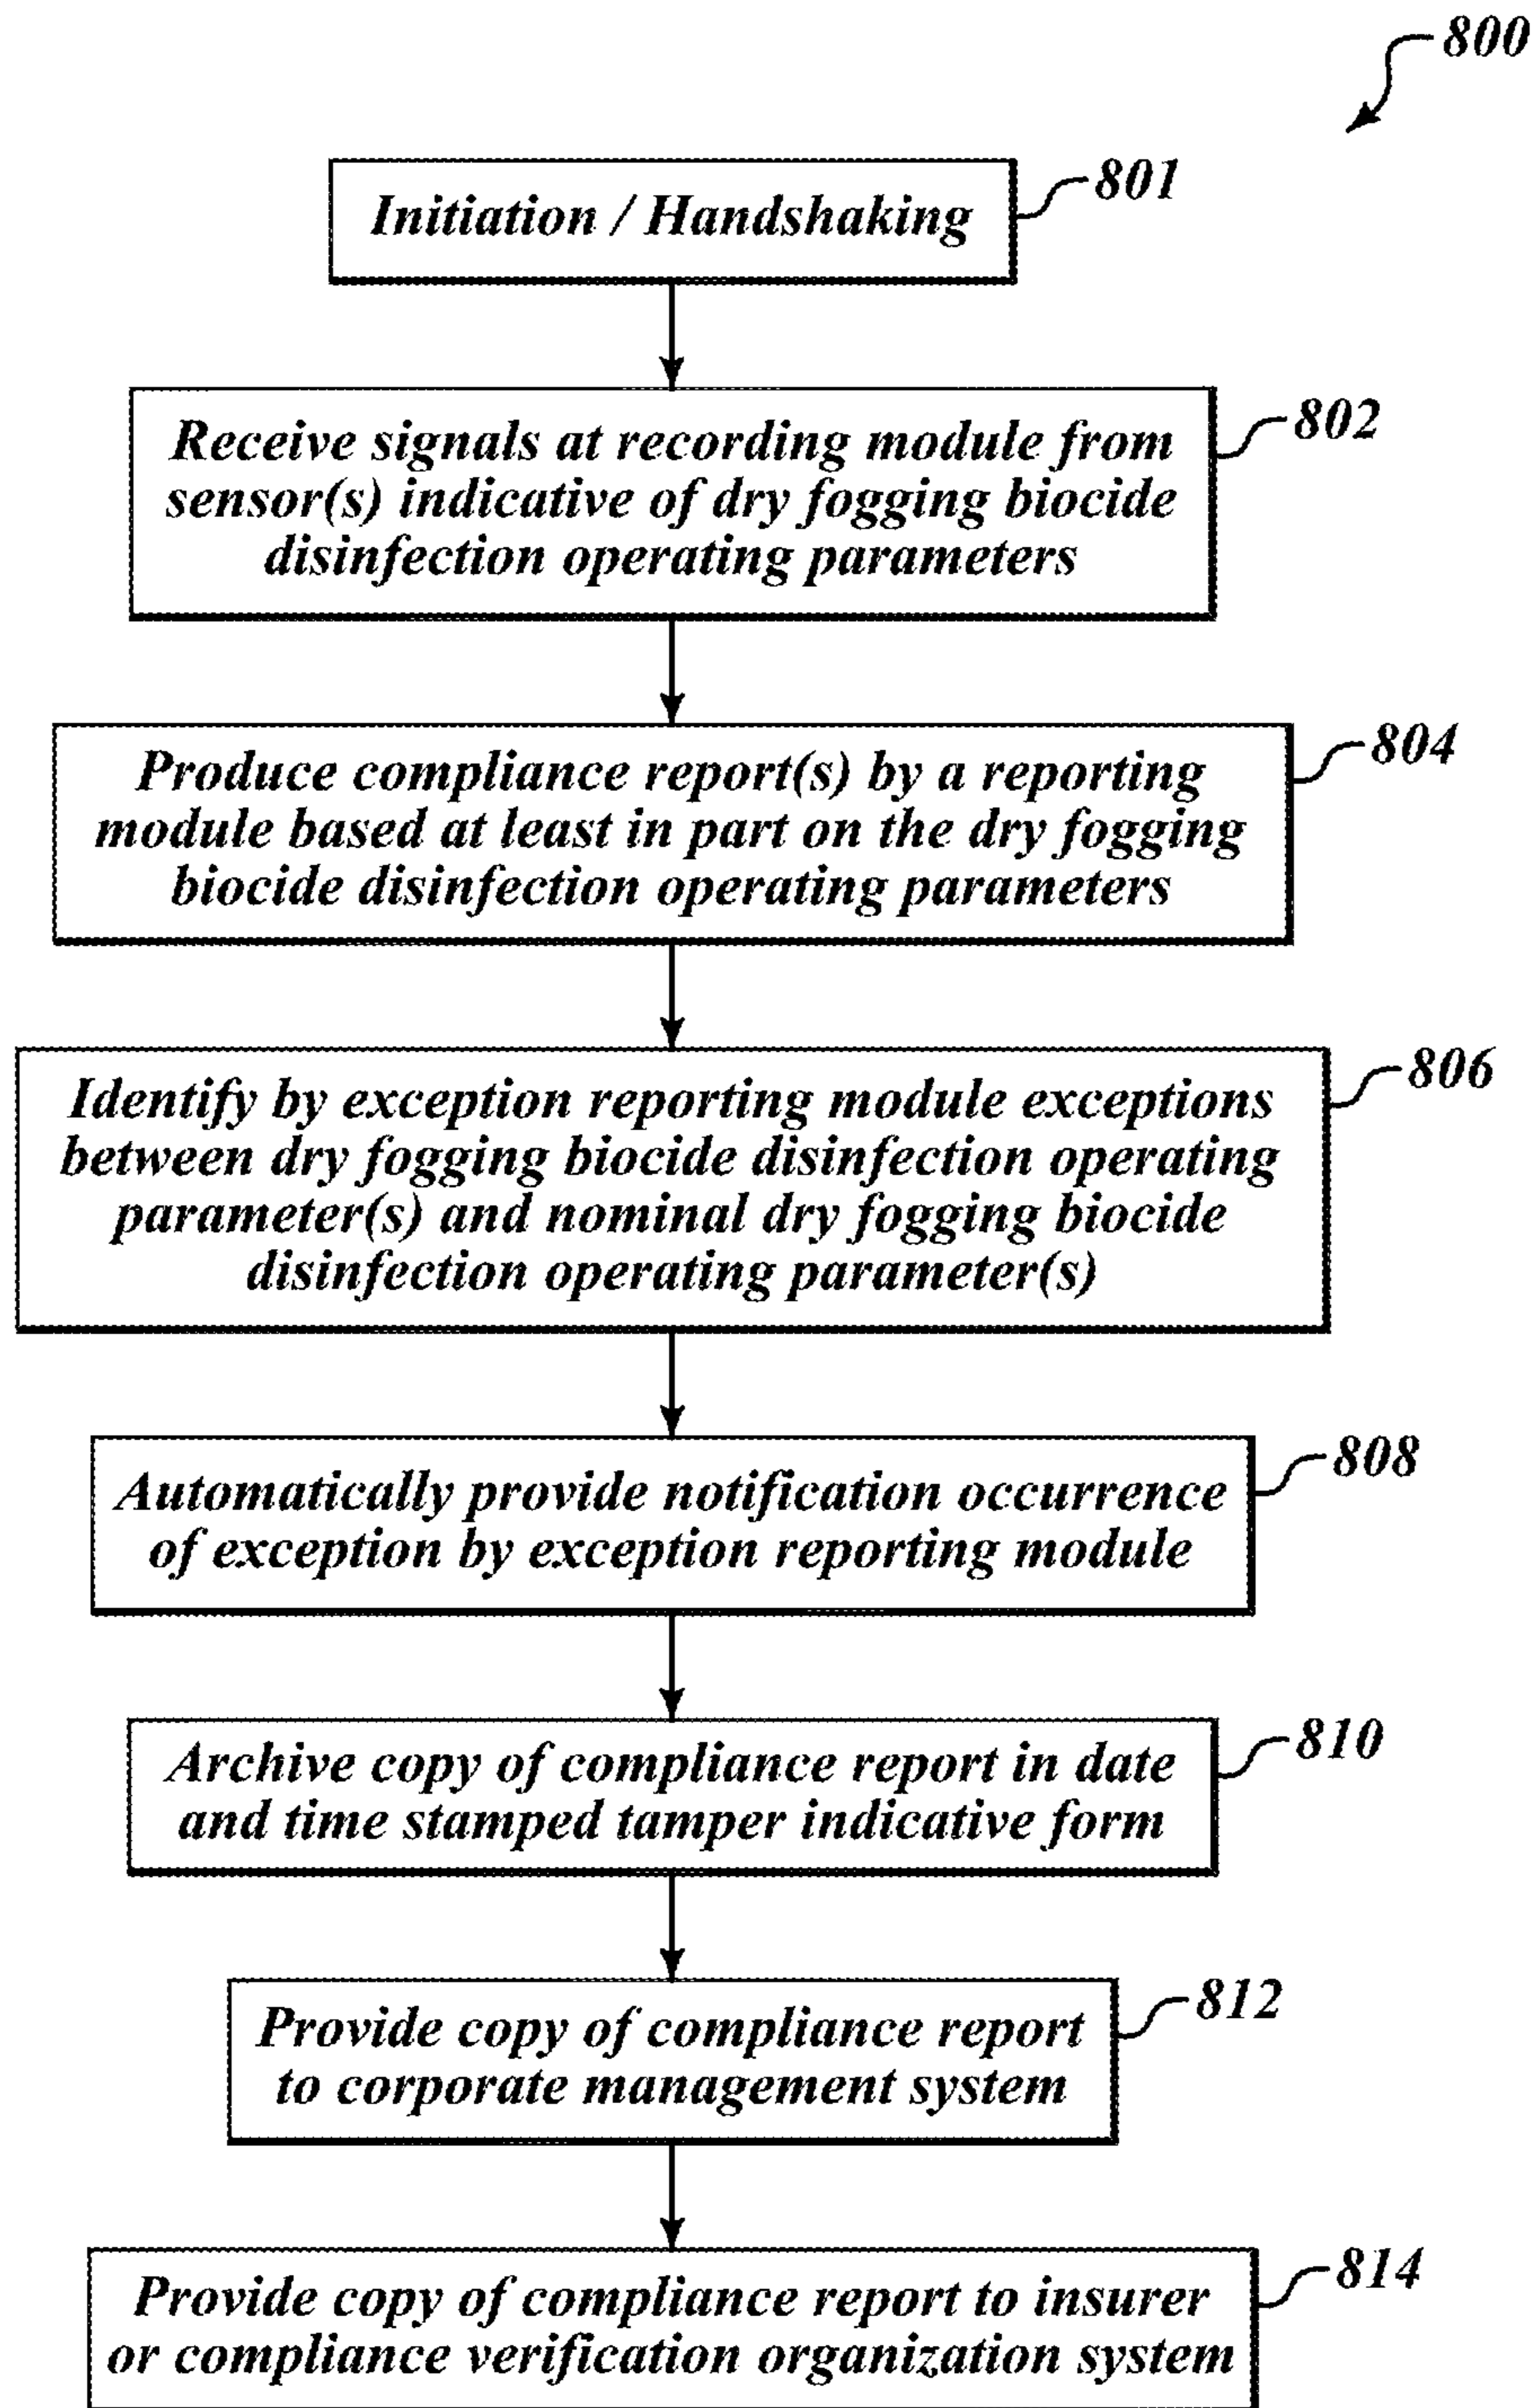 800
Initiation / Handshaking
801
Receive signals at recording module from
sensor(s) indicative of dry fogging biocide
disinfection operating parameters
802
Produce compliance report(s) by a reporting
module based at least in part on the dry fogging
biocide disinfection operating parameters
804
Identify by exception reporting module exceptions
between dry fogging biocide disinfection operating
parameter(s) and nominal dry fogging biocide
disinfection operating parameter(s)
806
Automatically provide notification occurrence
of exception by exception reporting module
808
Archive copy of compliance report in date
and time stamped tamper indicative form
810
Provide copy of compliance report
to corporate management system
812
Provide copy of compliance report to insurer
or compliance verification organization system
814